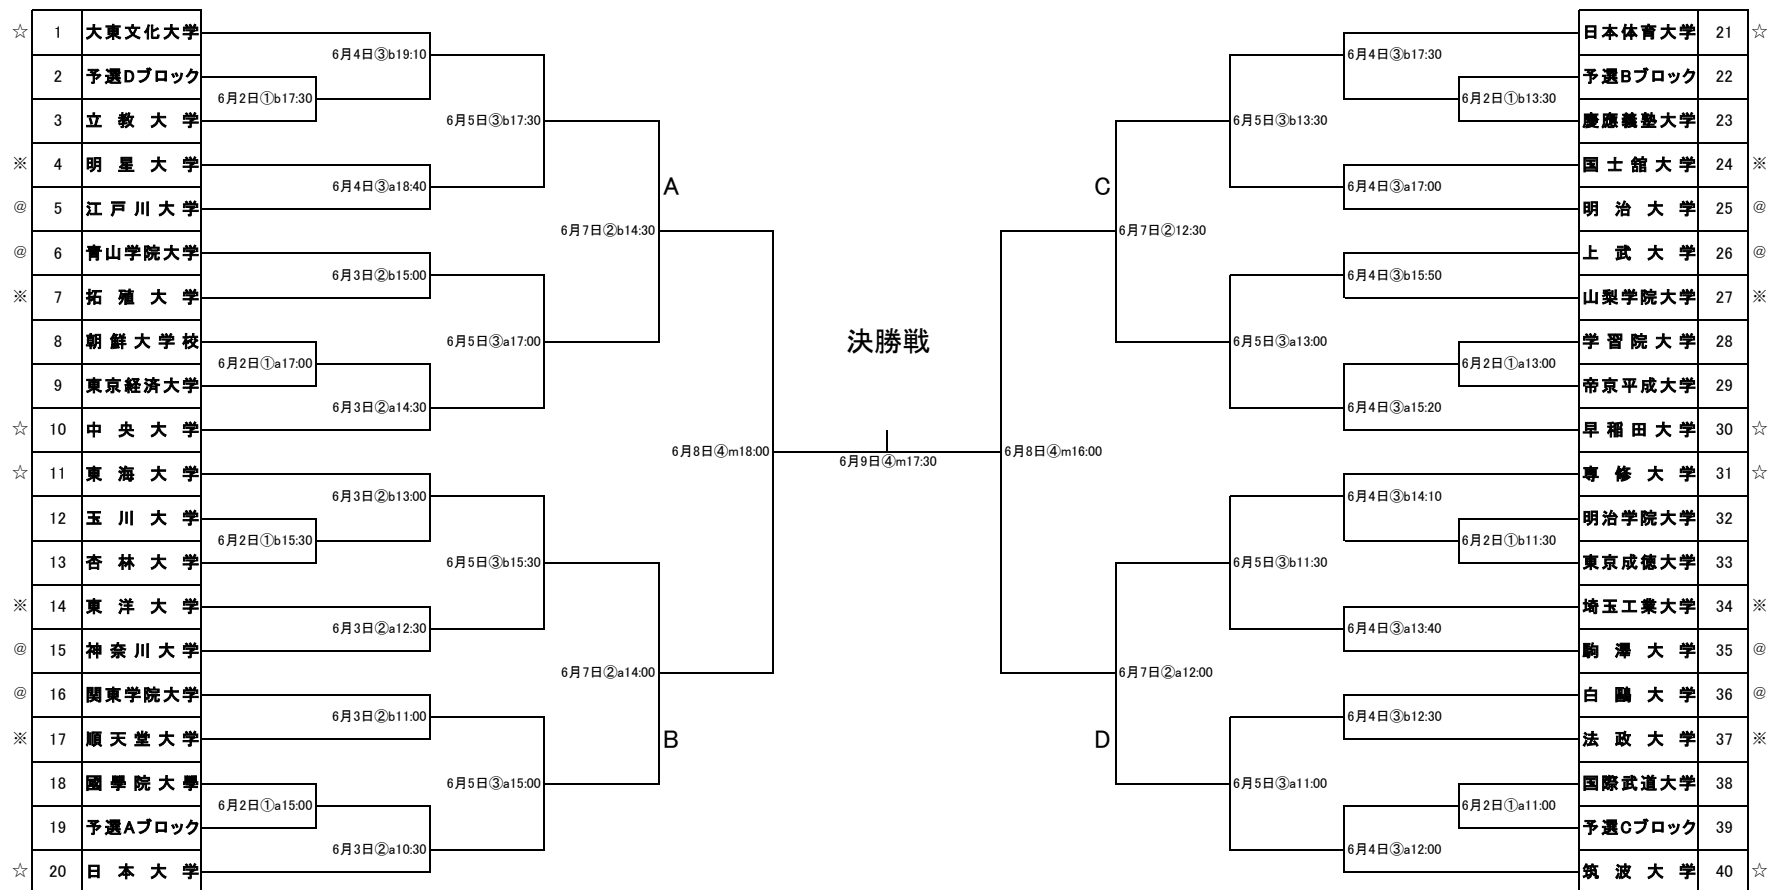 ☆ 1 大東文化大学
2 予選Dブロック
3 立教大学
※ 4 明星大学
@ 5 江戸川大学
@ 6 青山学院大学
※ 7 拓殖大学
8 朝鮮大学校
9 東京経済大学
☆ 10 中央大学
☆ 11 東海大学
12 玉川大学
13 杏林大学
※ 14 東洋大学
@ 15 神奈川大学
@ 16 関東学院大学
※ 17 順天堂大学
18 國學院大學
19 予選Aブロック
☆ 20 日本大学
6月2日①b17:30
6月2日①a17:00
6月2日①b15:30
6月2日①a15:00
6月4日③b19:10
6月4日③a18:40
6月3日②b15:00
6月3日②a14:30
6月3日②b13:00
6月3日②a12:30
6月3日②b11:00
6月3日②a10:30
6月5日③b17:30
6月5日③a17:00
6月5日③b15:30
6月5日③a15:00
A
6月7日②b14:30
6月7日②a14:00
B
6月8日④m18:00
決勝戦
6月9日④m17:30
6月8日④m16:00
C
6月7日②12:30
6月7日②a12:00
D
6月5日③b13:30
6月5日③a13:00
6月5日③b11:30
6月5日③a11:00
6月4日③b17:30
6月4日③a17:00
6月4日③b15:50
6月4日③a15:20
6月4日③b14:10
6月4日③a13:40
6月4日③b12:30
6月4日③a12:00
6月2日①b13:30
6月2日①a13:00
6月2日①b11:30
6月2日①a11:00
日本体育大学 21 ☆
予選Bブロック 22
慶應義塾大学 23
国士舘大学 24 ※
明治大学 25 @
上武大学 26 @
山梨学院大学 27 ※
学習院大学 28
帝京平成大学 29
早稲田大学 30 ☆
専修大学 31 ☆
明治学院大学 32
東京成徳大学 33
埼玉工業大学 34 ※
駒澤大学 35 @
白鷗大学 36 @
法政大学 37 ※
国際武道大学 38
予選Cブロック 39
筑波大学 40 ☆